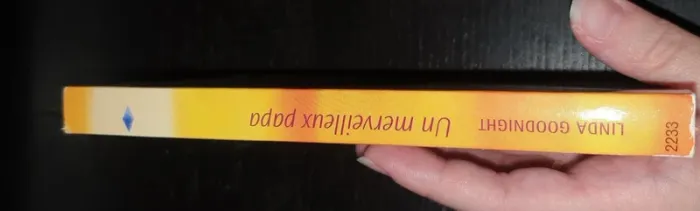 2233
LINDA GOODNIGHT
Un merveilleux papa